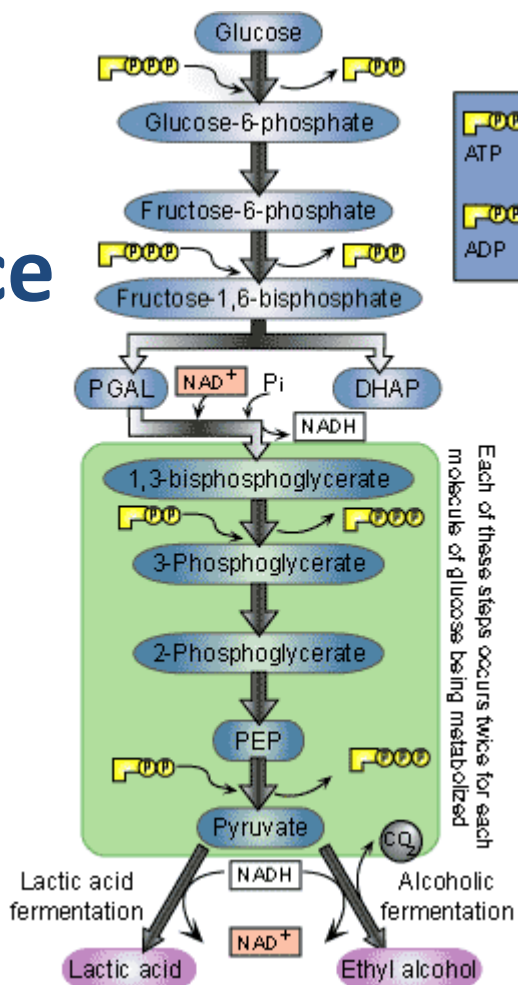 Glucose
P P P
P P
Glucose-6-phosphate
P P
ATP
Fructose-6-phosphate
P P P
P P
P
ADP
ce
Fructose-1,6-bisphosphate
PGAL
NAD+
Pi
DHAP
NADH
1,3-bisphosphoglycerate
P P
P P P
3-Phosphoglycerate
2-Phosphoglycerate
PEP
P P
P P P
Pyruvate
Each of these steps occurs twice for each
molecule of glucose being metabolized
CO2
Lactic acid
fermentation
NADH
Alcoholic
fermentation
NAD+
Lactic acid
Ethyl alcohol